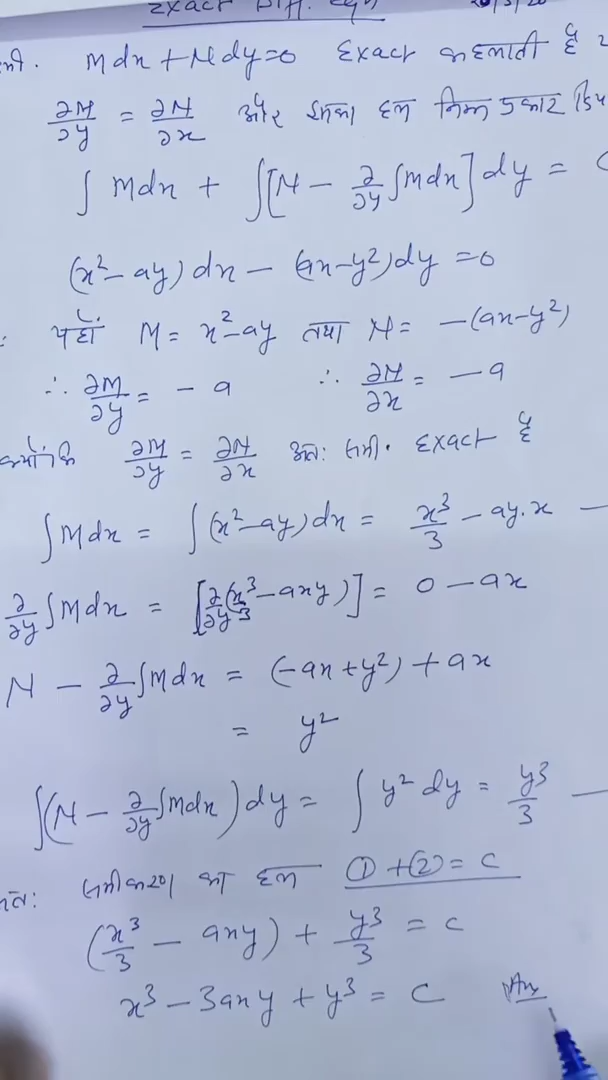 Exact Diff. eqn
Mdx + Ndy = 0 Exact कहलाती है
∂M/∂y = ∂N/∂x और इसका हल निम्न प्रकार
∫ Mdx + ∫[N - ∂/∂y ∫Mdx] dy = C
(x² - ay) dx - (ax - y²) dy = 0
यहाँ M = x² - ay तथा N = -(ax - y²)
∴ ∂M/∂y = - a ∴ ∂N/∂x = - a
क्योंकि ∂M/∂y = ∂N/∂x अतः समी. Exact है
∫ Mdx = ∫ (x² - ay) dx = x³/3 - ay.x -
∂/∂y ∫Mdx = [∂/∂y (x³/3 - axy)] = 0 - ax
N - ∂/∂y ∫Mdx = (-ax + y²) + ax
= y²
∫(N - ∂/∂y ∫Mdx) dy = ∫ y² dy = y³/3 -
अतः समीकरण का हल ① + ② = C
(x³/3 - axy) + y³/3 = C
x³ - 3axy + y³ = C Ans